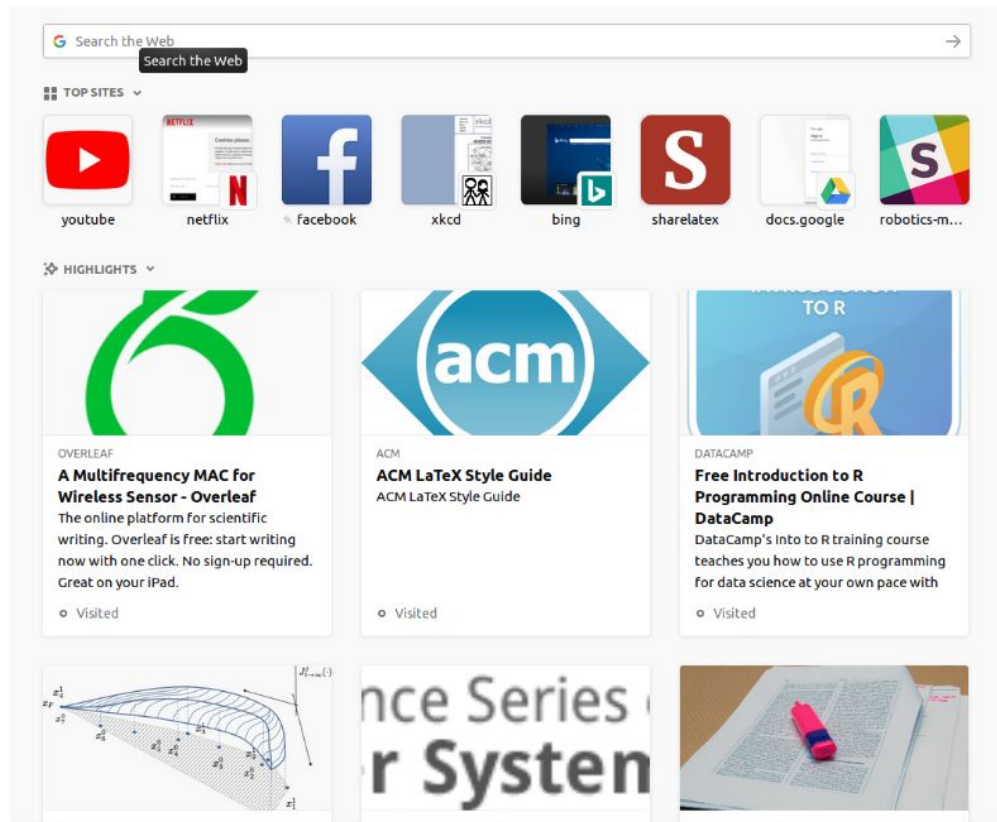 Search the Web
Search the Web
TOP SITES
youtube
NETFLIX
netflix
facebook
xkcd
bing
S
sharelatex
docs.google
S
robotics-m...
HIGHLIGHTS
acm
TO R
R
OVERLEAF
A Multifrequency MAC for
Wireless Sensor - Overleaf
The online platform for scientific
writing. Overleaf is free: start writing
now with one click. No sign-up required.
Great on your iPad.
Visited
ACM
ACM LaTeX Style Guide
ACM LaTeX Style Guide
Visited
DATACAMP
Free Introduction to R
Programming Online Course |
DataCamp
DataCamp's Into to R training course
teaches you how to use R programming
for data science at your own pace with
Visited
nce Series
r System